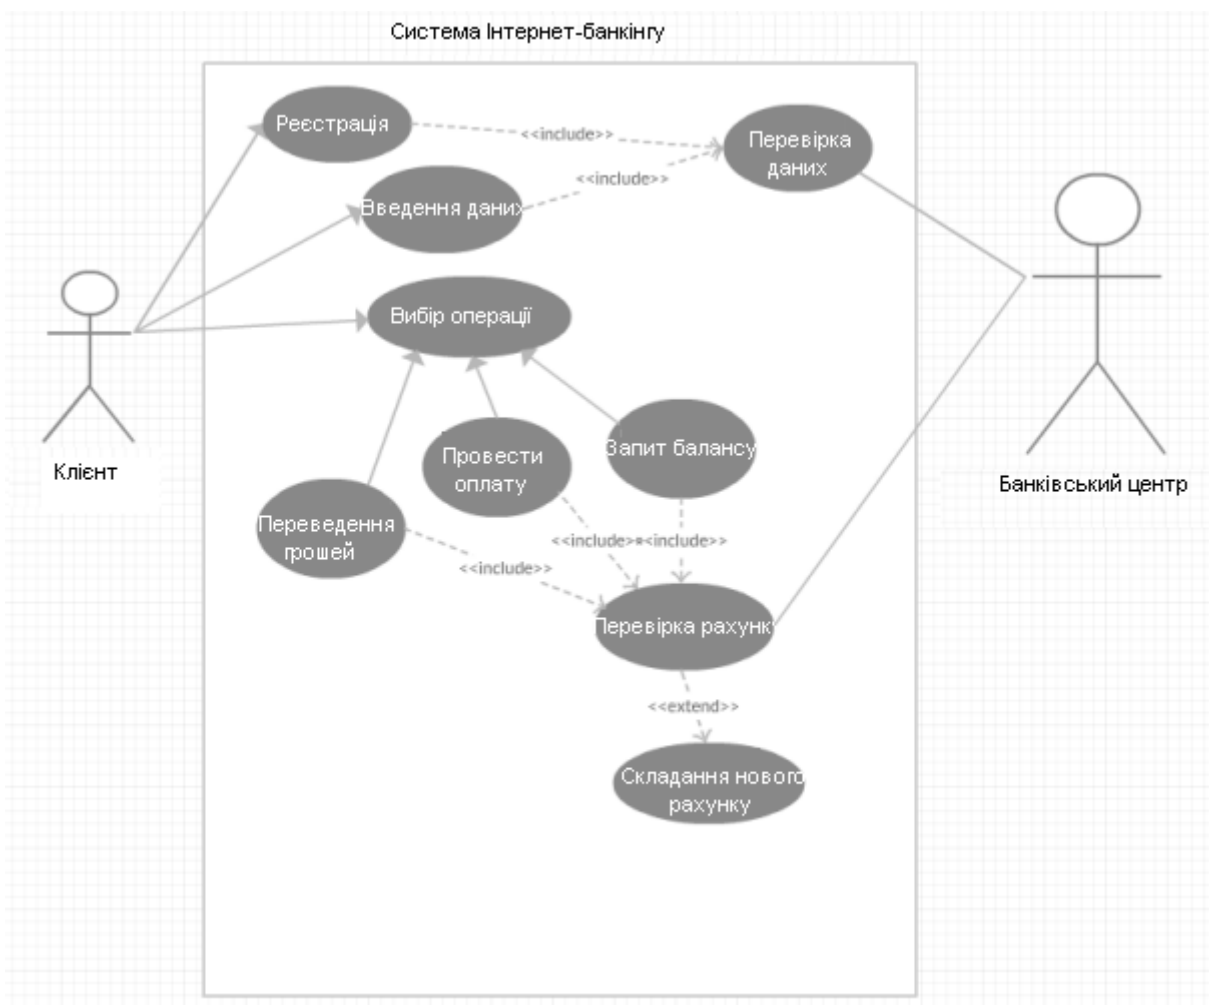 Система Інтернет-банкінгу
Реєстрація
<<include>>
Перевірка
даних
<<include>>
Введення даних
Вибір операції
Клієнт
Провести
оплату
Запит балансу
Банківський центр
Переведення
грошей
<<include>>
<<include>>
<<include>>
Перевірка рахунку
<<extend>>
Складання нового
рахунку